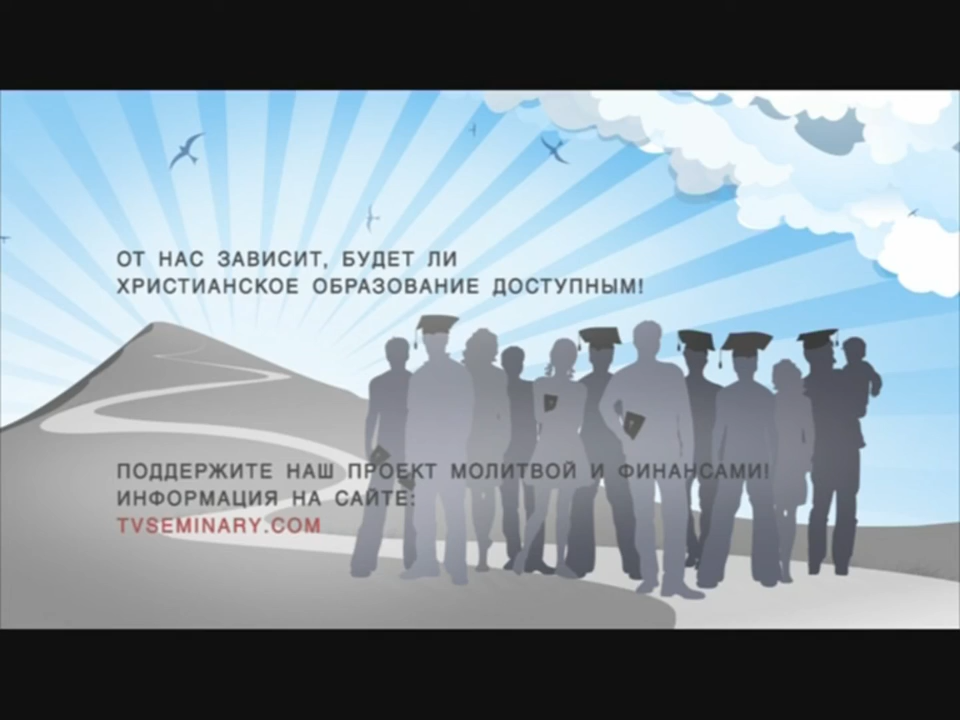 ОТ НАС ЗАВИСИТ, БУДЕТ ЛИ
ХРИСТИАНСКОЕ ОБРАЗОВАНИЕ ДОСТУПНЫМ!
ПОДДЕРЖИТЕ НАШ ПРОЕКТ МОЛИТВОЙ И ФИНАНСАМИ!
ИНФОРМАЦИЯ НА САЙТЕ:
TVSEMINARY.COM